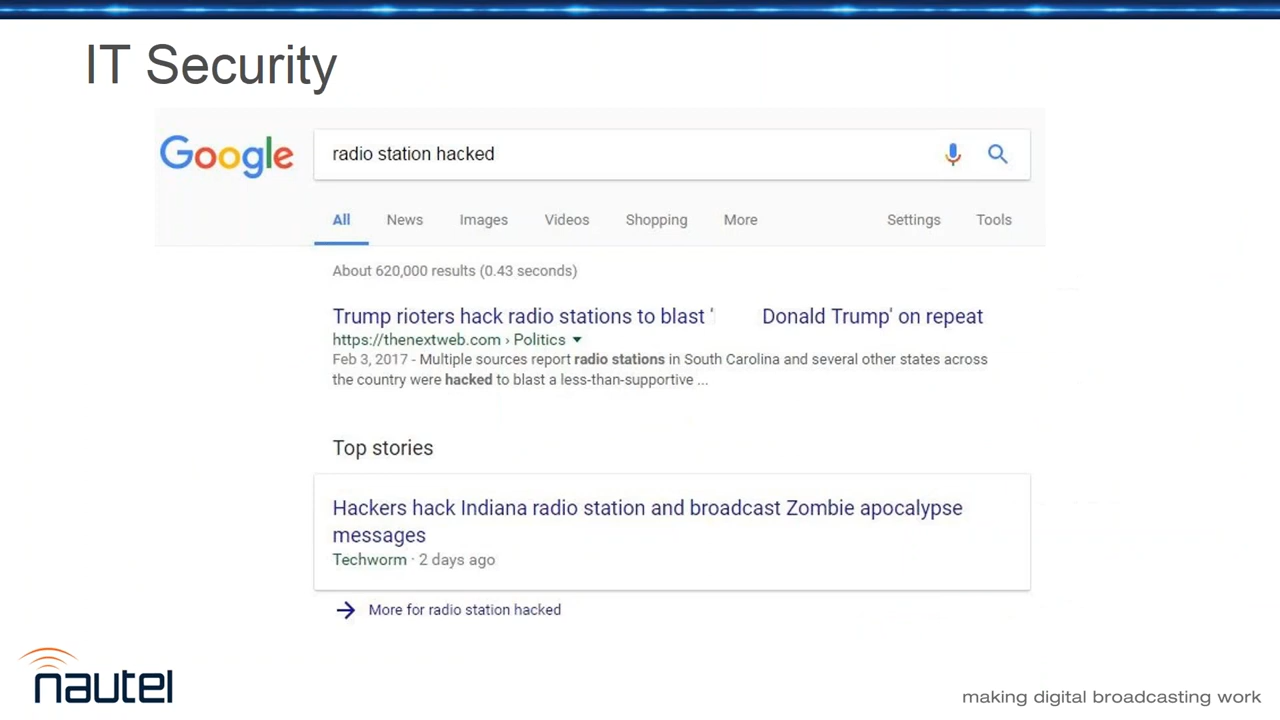 IT Security
Google
radio station hacked
All News Images Videos Shopping More Settings Tools
About 620,000 results (0.43 seconds)
Trump rioters hack radio stations to blast ' Donald Trump' on repeat
https://thenextweb.com › Politics
Feb 3, 2017 - Multiple sources report radio stations in South Carolina and several other states across
the country were hacked to blast a less-than-supportive ...
Top stories
Hackers hack Indiana radio station and broadcast Zombie apocalypse
messages
Techworm · 2 days ago
More for radio station hacked
nautel
making digital broadcasting work